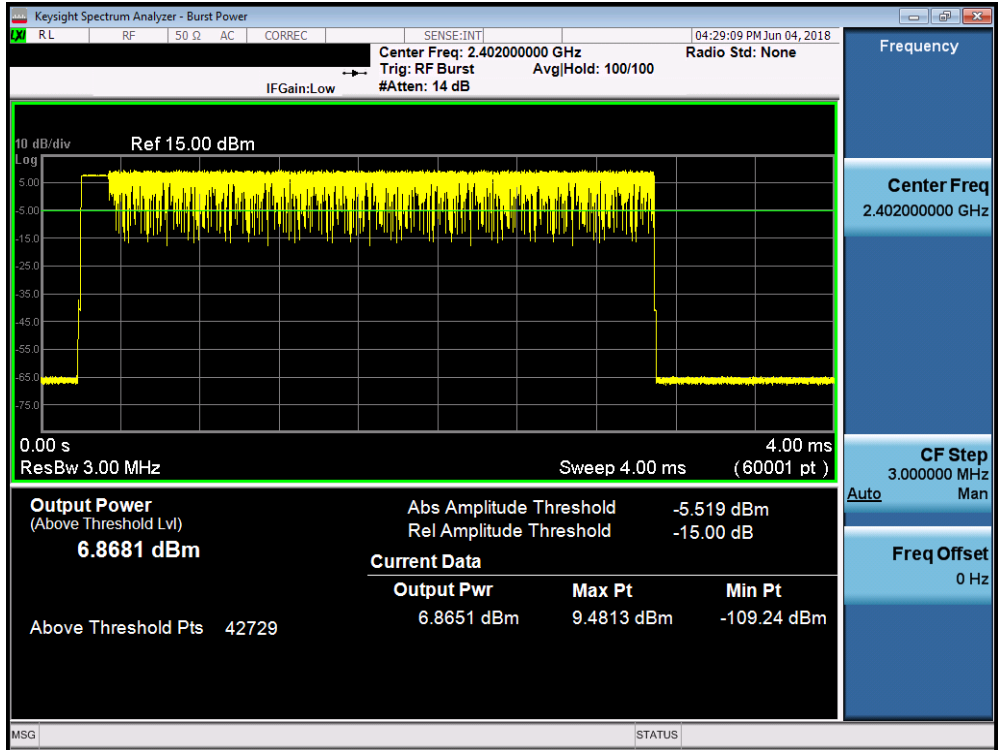 Keysight Spectrum Analyzer - Burst Power
LXI RL RF 50 Ω AC CORREC SENSE:INT 04:29:09 PM Jun 04, 2018
Center Freq: 2.402000000 GHz Radio Std: None
Trig: RF Burst Avg|Hold: 100/100
IFGain:Low #Atten: 14 dB
Frequency
10 dB/div Ref 15.00 dBm
Log
5.00
-5.00
-15.0
-25.0
-35.0
-45.0
-55.0
-65.0
-75.0
0.00 s 4.00 ms
ResBw 3.00 MHz Sweep 4.00 ms (60001 pt )
Center Freq
2.402000000 GHz
CF Step
3.000000 MHz
Auto Man
Freq Offset
0 Hz
Output Power
(Above Threshold Lvl)
6.8681 dBm
Above Threshold Pts 42729
Abs Amplitude Threshold -5.519 dBm
Rel Amplitude Threshold -15.00 dB
Current Data
Output Pwr Max Pt Min Pt
6.8651 dBm 9.4813 dBm -109.24 dBm
MSG STATUS